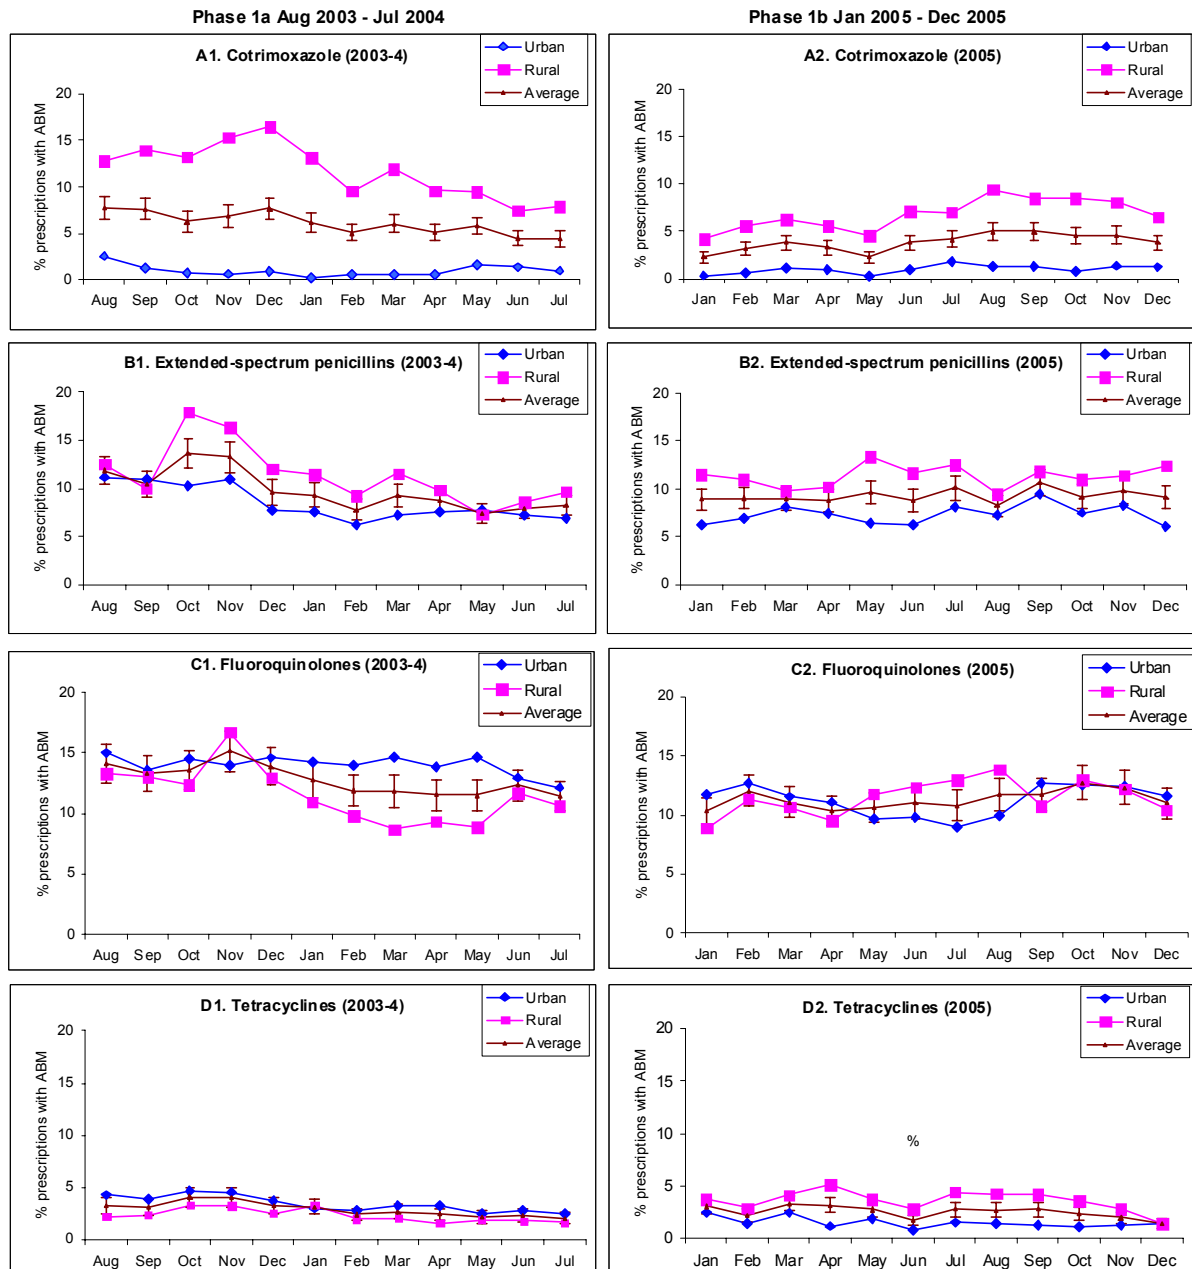 Phase 1a Aug 2003 - Jul 2004
Phase 1b Jan 2005 - Dec 2005
A1. Cotrimoxazole (2003-4)
Urban
Rural
Average
% prescriptions with ABM
20
15
10
5
0
Aug Sep Oct Nov Dec Jan Feb Mar Apr May Jun Jul
A2. Cotrimoxazole (2005)
Urban
Rural
Average
% prescriptions with ABM
20
15
10
5
0
Jan Feb Mar Apr May Jun Jul Aug Sep Oct Nov Dec
B1. Extended-spectrum penicillins (2003-4)
Urban
Rural
Average
% prescriptions with ABM
20
15
10
5
0
Aug Sep Oct Nov Dec Jan Feb Mar Apr May Jun Jul
B2. Extended-spectrum penicillins (2005)
Urban
Rural
Average
% prescriptions with ABM
20
15
10
5
0
Jan Feb Mar Apr May Jun Jul Aug Sep Oct Nov Dec
C1. Fluoroquinolones (2003-4)
Urban
Rural
Average
% prescriptions with ABM
20
15
10
5
0
Aug Sep Oct Nov Dec Jan Feb Mar Apr May Jun Jul
C2. Fluoroquinolones (2005)
Urban
Rural
Average
% prescriptions with ABM
20
15
10
5
0
Jan Feb Mar Apr May Jun Jul Aug Sep Oct Nov Dec
D1. Tetracyclines (2003-4)
Urban
Rural
Average
% prescriptions with ABM
20
15
10
5
0
Aug Sep Oct Nov Dec Jan Feb Mar Apr May Jun Jul
D2. Tetracyclines (2005)
Urban
Rural
Average
% prescriptions with ABM
20
15
10
5
0
%
Jan Feb Mar Apr May Jun Jul Aug Sep Oct Nov Dec